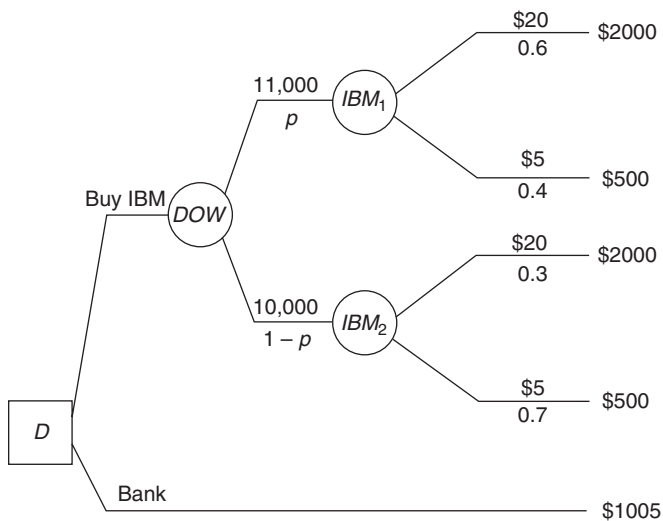 $20
0.6
$2000
11,000
p
IBM₁
$5
0.4
$500
Buy IBM
DOW
$20
0.3
$2000
10,000
1 – p
IBM₂
$5
0.7
$500
D
Bank
$1005